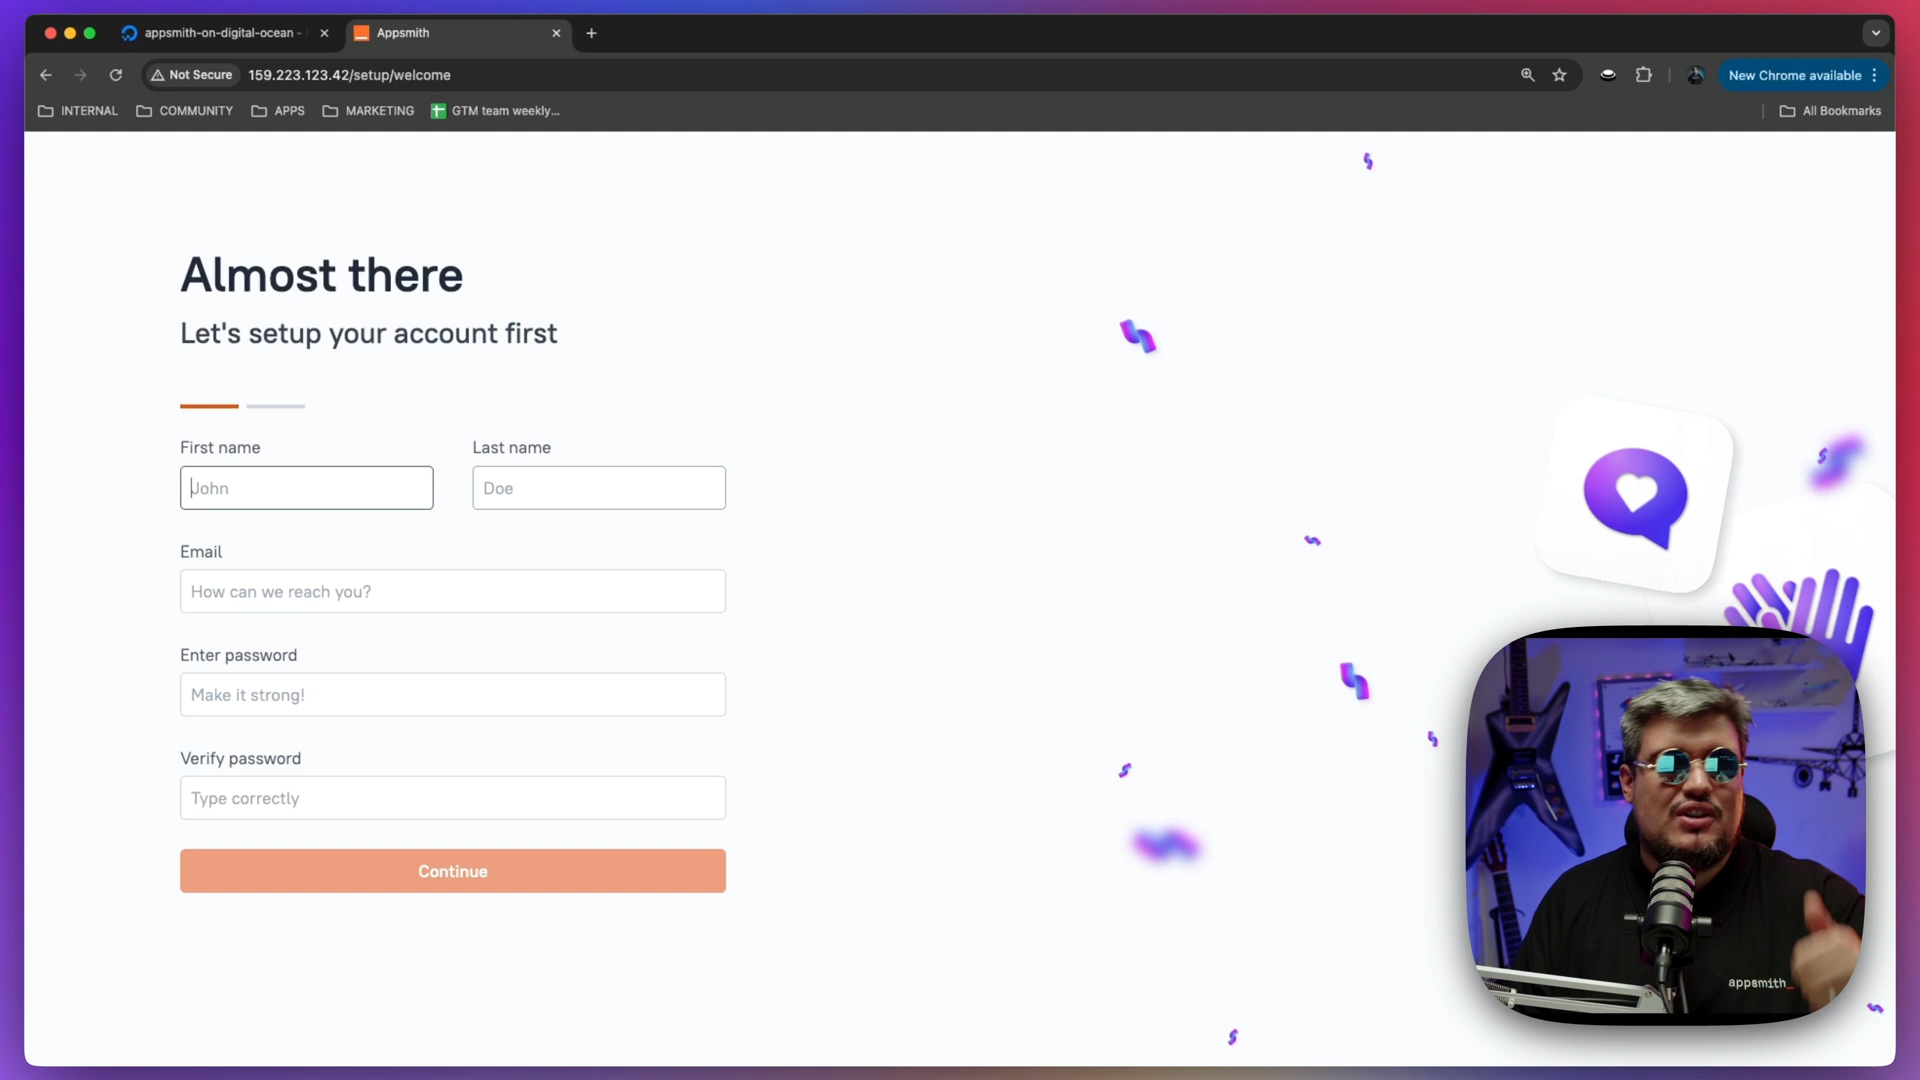 appsmith-on-digital-ocean -
Appsmith
Not Secure
159.223.123.42/setup/welcome
New Chrome available
INTERNAL
COMMUNITY
APPS
MARKETING
GTM team weekly...
All Bookmarks
Almost there
Let's setup your account first
First name
Last name
John
Doe
Email
How can we reach you?
Enter password
Make it strong!
Verify password
Type correctly
Continue
appsmith_